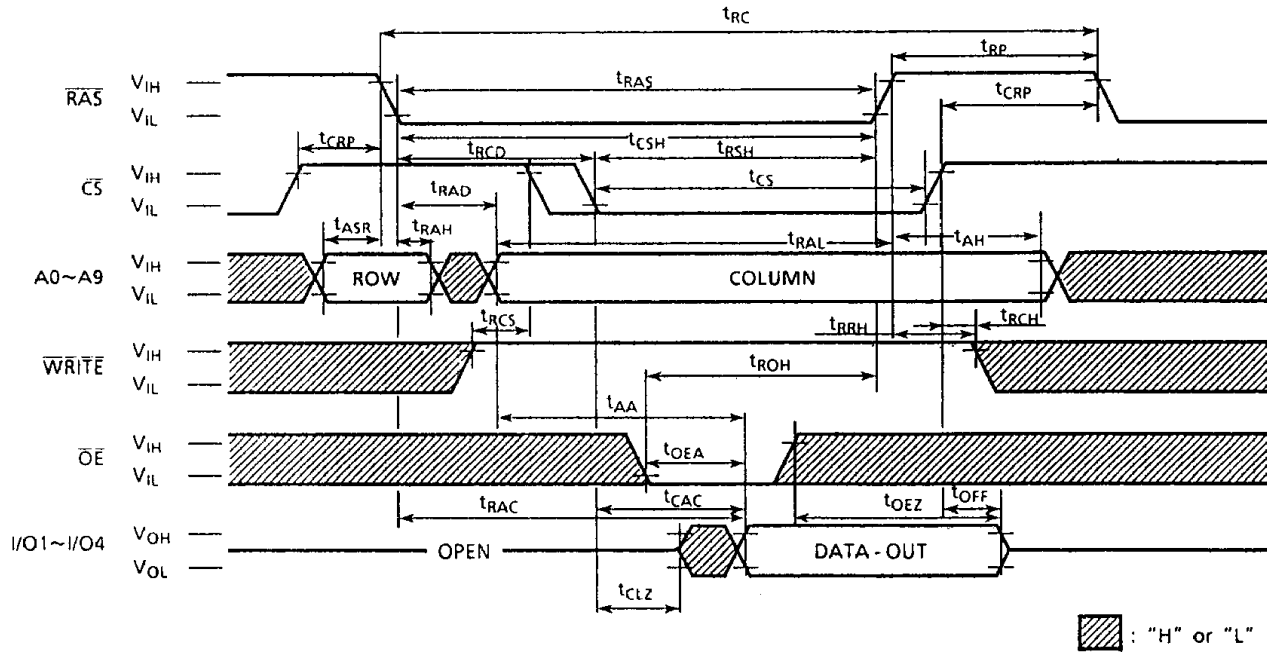 tRC
tRP
RAS
VIH
VIL
tRAS
tCRP
tCSH
tCRP
tRCD
tRSH
CS
VIH
VIL
tCS
tRAD
tASR
tRAH
tRAL
tAH
A0~A9
VIH
VIL
ROW
COLUMN
tRCS
tRRH
tRCH
WRITE
VIH
VIL
tROH
tAA
OE
VIH
VIL
tOEA
tRAC
tCAC
tOEZ
tOFF
I/O1~I/O4
VOH
VOL
OPEN
DATA - OUT
tCLZ
: "H" or "L"